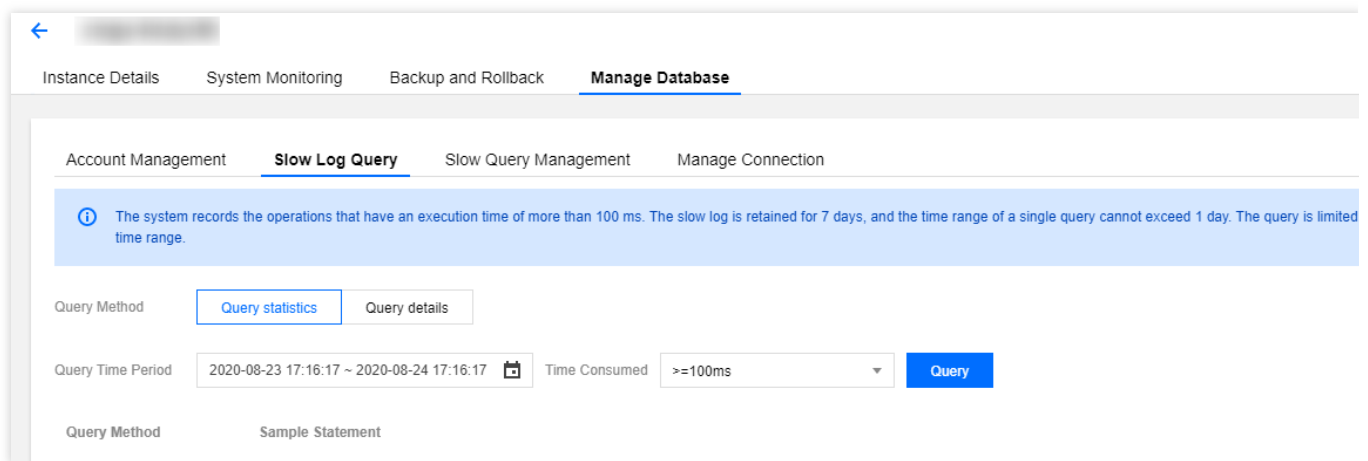 Instance Details System Monitoring Backup and Rollback Manage Database
Account Management Slow Log Query Slow Query Management Manage Connection
The system records the operations that have an execution time of more than 100 ms. The slow log is retained for 7 days, and the time range of a single query cannot exceed 1 day. The query is limited
time range.
Query Method Query statistics Query details
Query Time Period 2020-08-23 17:16:17 ~ 2020-08-24 17:16:17 Time Consumed >=100ms Query
Query Method Sample Statement